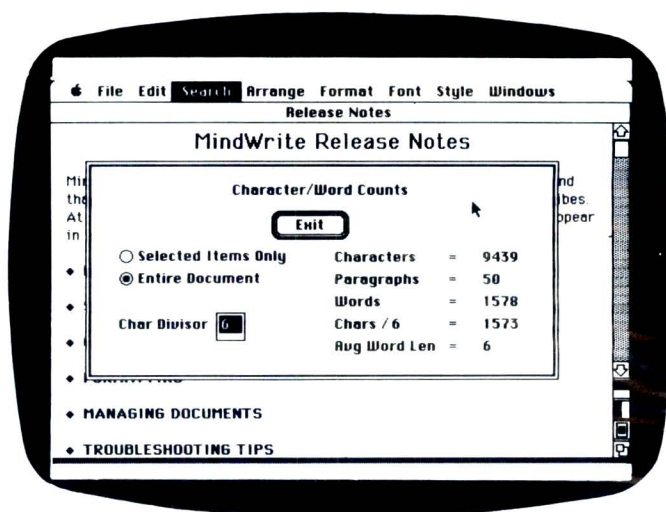 File Edit Search Arrange Format Font Style Windows
Release Notes
MindWrite Release Notes
Character/Word Counts
Exit
Selected Items Only
Entire Document
Char Divisor 6
Characters = 9439
Paragraphs = 50
Words = 1578
Chars / 6 = 1573
Avg Word Len = 6
At
in
MANAGING DOCUMENTS
TROUBLESHOOTING TIPS